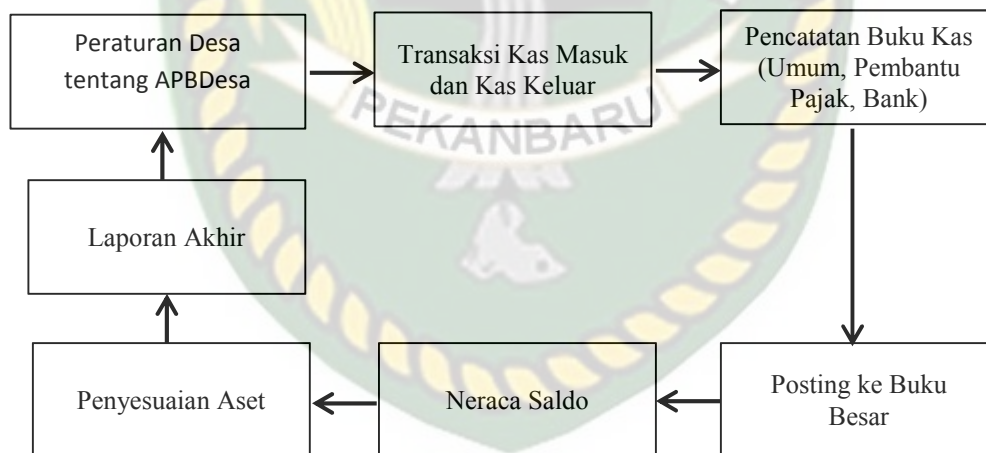 Peraturan Desa
tentang APBDesa
Transaksi Kas Masuk
dan Kas Keluar
Pencatatan Buku Kas
(Umum, Pembantu
Pajak, Bank)
PEKANBARU
Laporan Akhir
Penyesuaian Aset
Neraca Saldo
Posting ke Buku
Besar